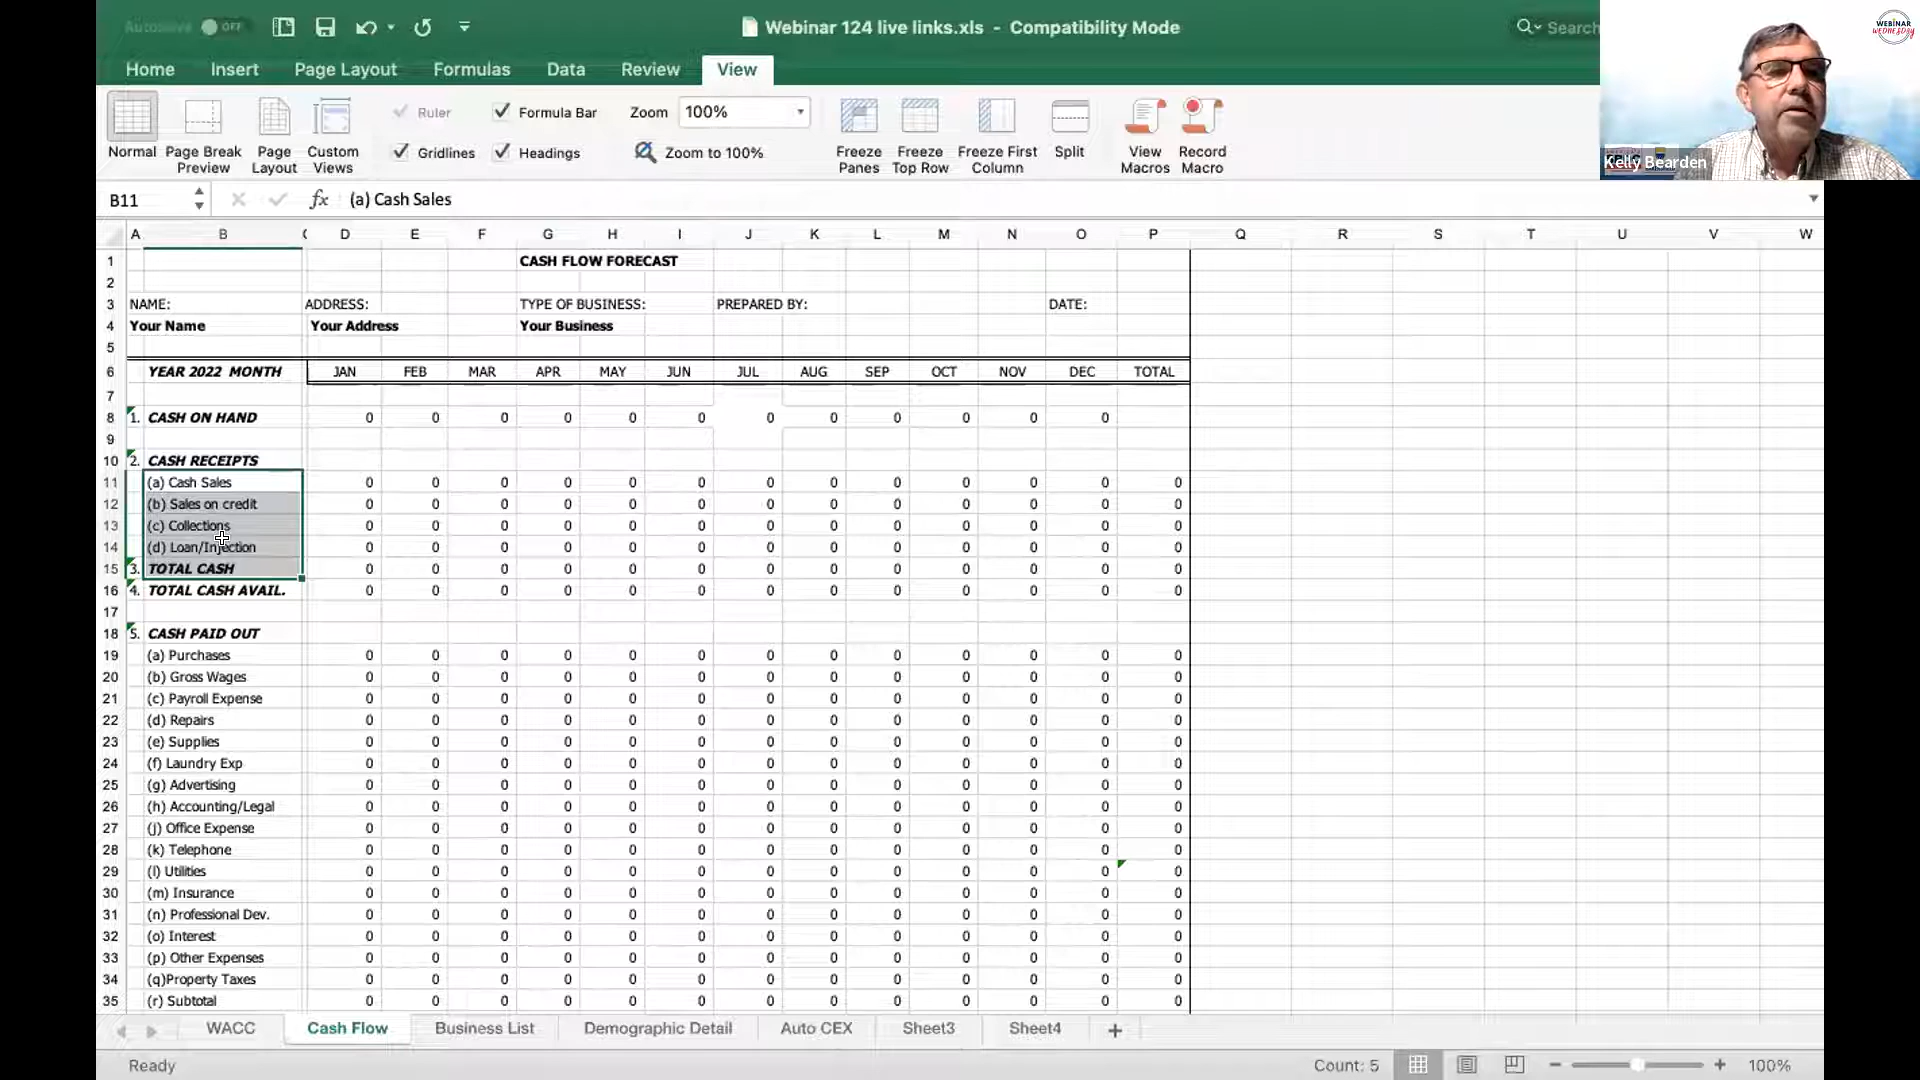 AutoSave OFF
Webinar 124 live links.xls - Compatibility Mode
Search
WEBINAR WEDNESDAY
Home Insert Page Layout Formulas Data Review View
Ruler Formula Bar Zoom 100%
Gridlines Headings Zoom to 100%
Normal Page Break Preview Page Layout Custom Views
Freeze Panes Freeze Top Row Freeze First Column Split View Macros Record Macro
Kelly Bearden
B11 fx (a) Cash Sales
A B C D E F G H I J K L M N O P Q R S T U V W
1 CASH FLOW FORECAST
2
3 NAME: ADDRESS: TYPE OF BUSINESS: PREPARED BY: DATE:
4 Your Name Your Address Your Business
5
6 YEAR 2022 MONTH JAN FEB MAR APR MAY JUN JUL AUG SEP OCT NOV DEC TOTAL
7
8 1. CASH ON HAND 0 0 0 0 0 0 0 0 0 0 0 0
9
10 2. CASH RECEIPTS
11 (a) Cash Sales 0 0 0 0 0 0 0 0 0 0 0 0 0
12 (b) Sales on credit 0 0 0 0 0 0 0 0 0 0 0 0 0
13 (c) Collections 0 0 0 0 0 0 0 0 0 0 0 0 0
14 (d) Loan/Injection 0 0 0 0 0 0 0 0 0 0 0 0 0
15 3. TOTAL CASH 0 0 0 0 0 0 0 0 0 0 0 0 0
16 4. TOTAL CASH AVAIL. 0 0 0 0 0 0 0 0 0 0 0 0 0
17
18 5. CASH PAID OUT
19 (a) Purchases 0 0 0 0 0 0 0 0 0 0 0 0 0
20 (b) Gross Wages 0 0 0 0 0 0 0 0 0 0 0 0 0
21 (c) Payroll Expense 0 0 0 0 0 0 0 0 0 0 0 0 0
22 (d) Repairs 0 0 0 0 0 0 0 0 0 0 0 0 0
23 (e) Supplies 0 0 0 0 0 0 0 0 0 0 0 0 0
24 (f) Laundry Exp 0 0 0 0 0 0 0 0 0 0 0 0 0
25 (g) Advertising 0 0 0 0 0 0 0 0 0 0 0 0 0
26 (h) Accounting/Legal 0 0 0 0 0 0 0 0 0 0 0 0 0
27 (j) Office Expense 0 0 0 0 0 0 0 0 0 0 0 0 0
28 (k) Telephone 0 0 0 0 0 0 0 0 0 0 0 0 0
29 (l) Utilities 0 0 0 0 0 0 0 0 0 0 0 0 0
30 (m) Insurance 0 0 0 0 0 0 0 0 0 0 0 0 0
31 (n) Professional Dev. 0 0 0 0 0 0 0 0 0 0 0 0 0
32 (o) Interest 0 0 0 0 0 0 0 0 0 0 0 0 0
33 (p) Other Expenses 0 0 0 0 0 0 0 0 0 0 0 0 0
34 (q)Property Taxes 0 0 0 0 0 0 0 0 0 0 0 0 0
35 (r) Subtotal 0 0 0 0 0 0 0 0 0 0 0 0 0
WACC Cash Flow Business List Demographic Detail Auto CEX Sheet3 Sheet4 +
Ready Count: 5 100%